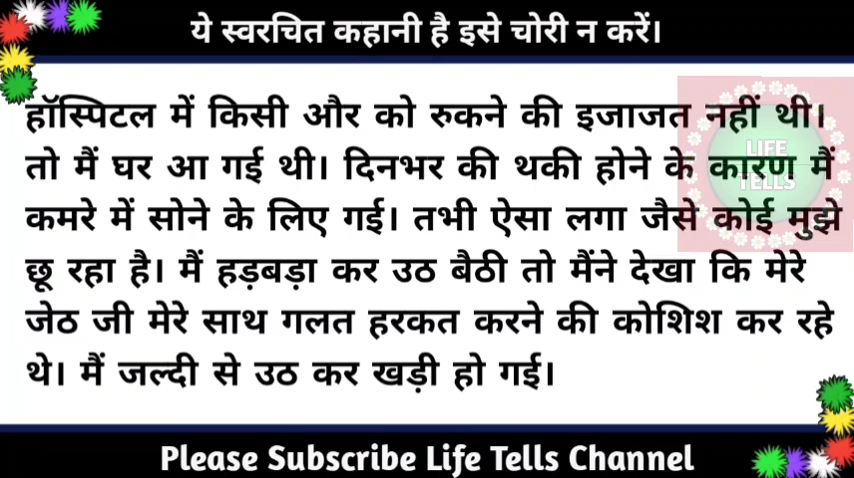 ये स्वरचित कहानी है इसे चोरी न करें।
हॉस्पिटल में किसी और को रुकने की इजाजत नहीं थी।
तो मैं घर आ गई थी। दिनभर की थकी होने के कारण मैं
कमरे में सोने के लिए गई। तभी ऐसा लगा जैसे कोई मुझे
छू रहा है। मैं हड़बड़ा कर उठ बैठी तो मैंने देखा कि मेरे
जेठ जी मेरे साथ गलत हरकत करने की कोशिश कर रहे
थे। मैं जल्दी से उठ कर खड़ी हो गई।
LIFE
TELLS
Please Subscribe Life Tells Channel